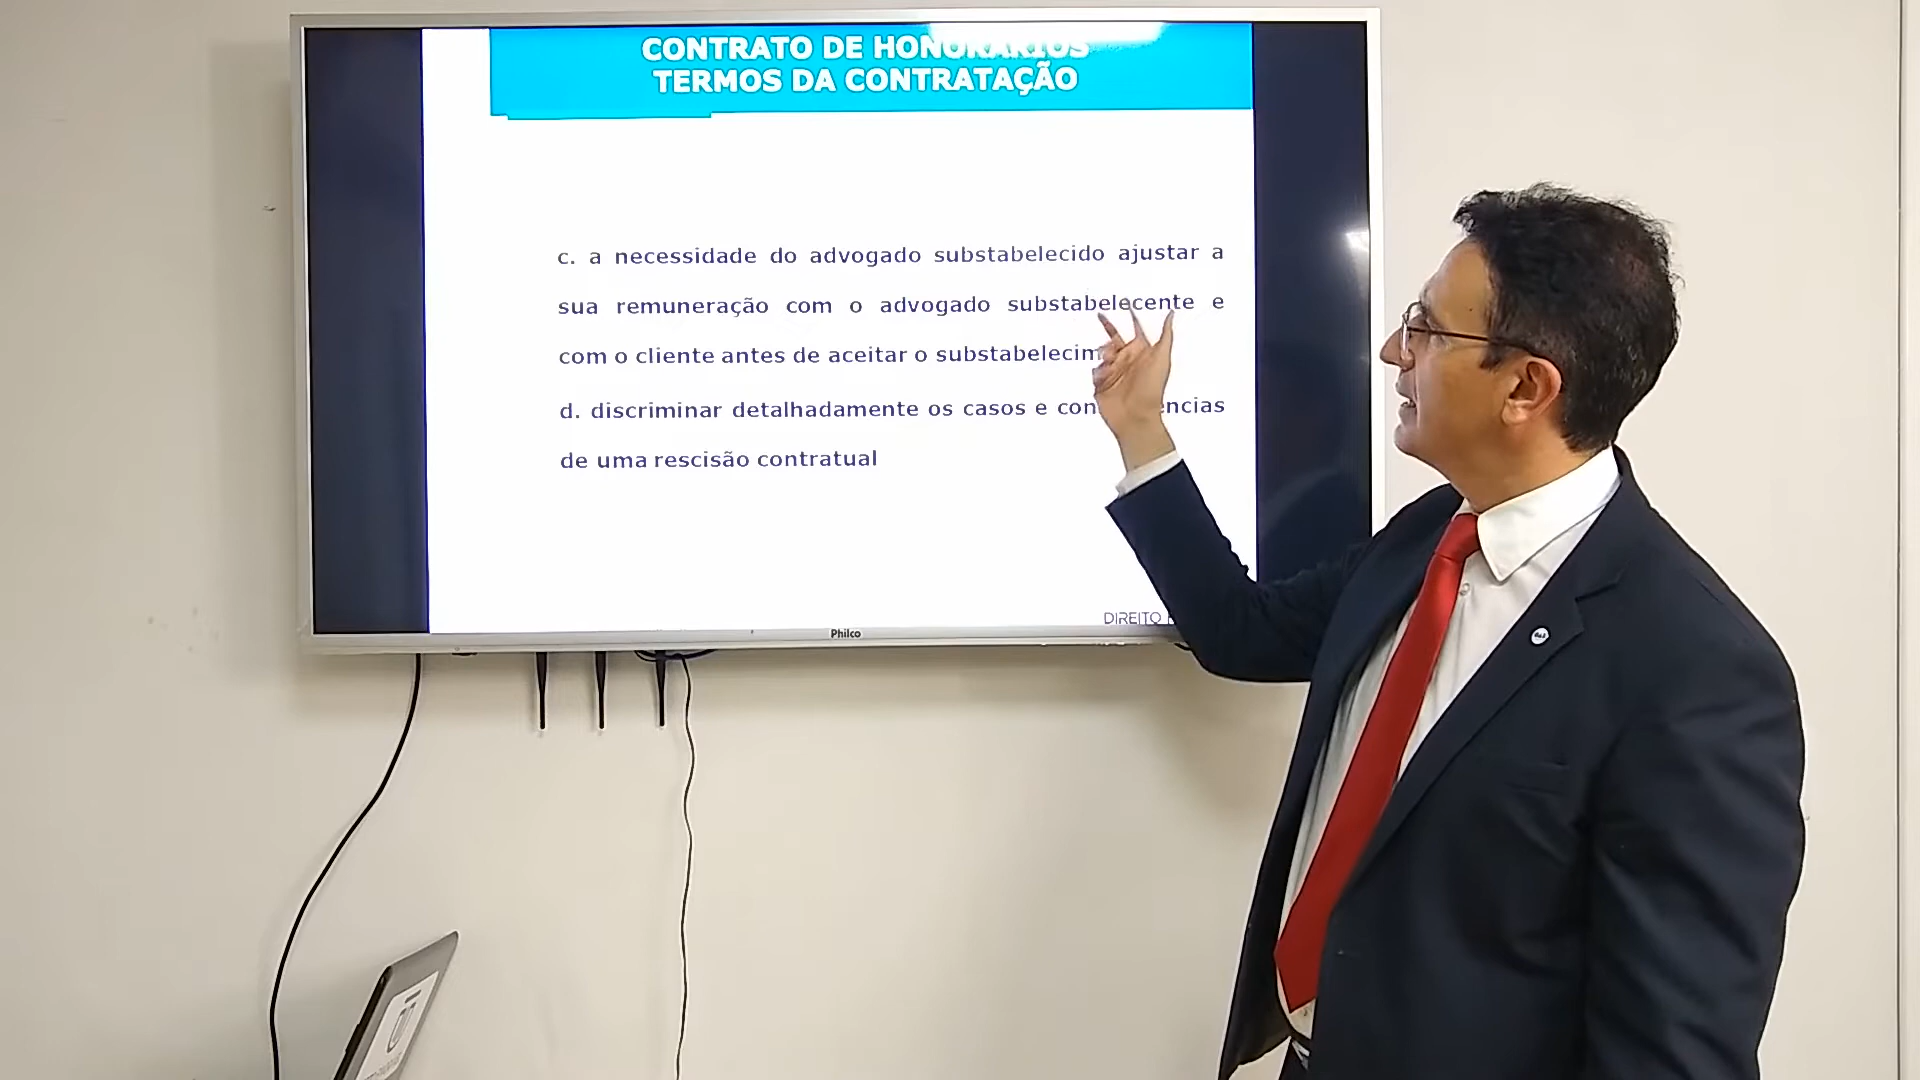 CONTRATO DE HONORÁRIOS
TERMOS DA CONTRATAÇÃO
c. a necessidade do advogado substabelecido ajustar a
sua remuneração com o advogado substabelecente e
com o cliente antes de aceitar o
d. discriminar detalhadamente os casos e
de uma rescisão contratual
DIREITO
Philco